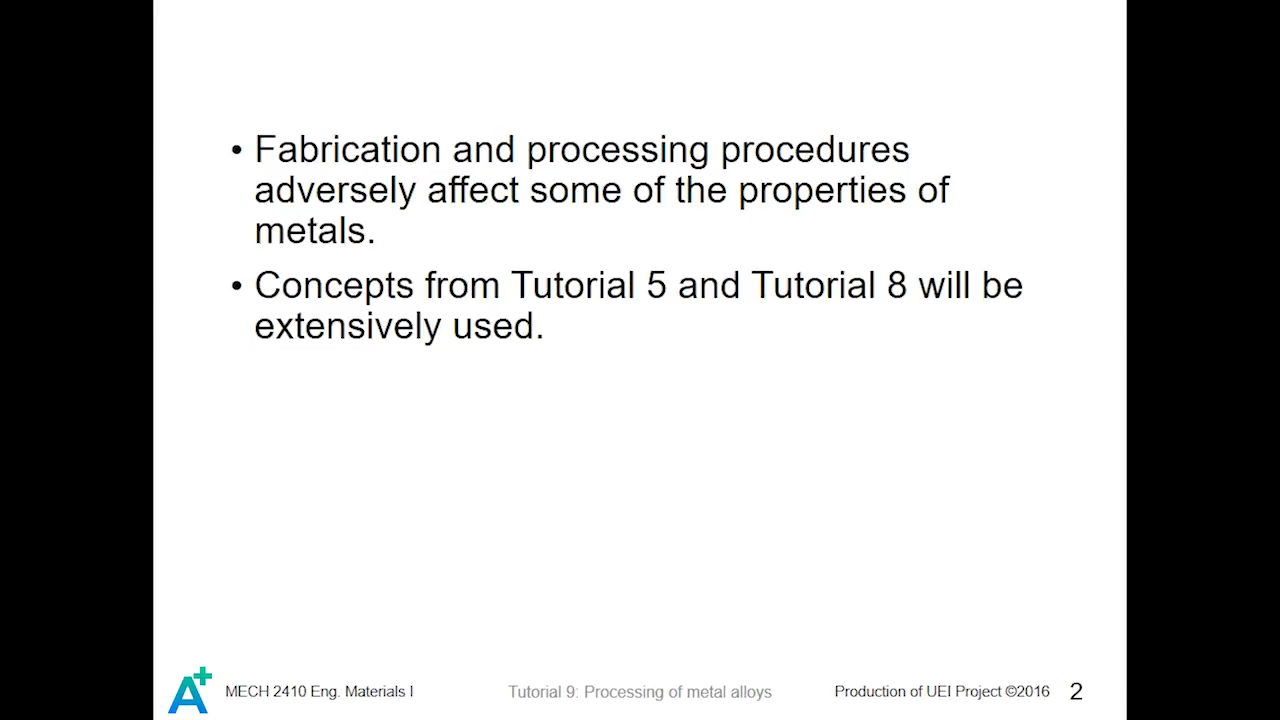 • Fabrication and processing procedures
adversely affect some of the properties of
metals.
• Concepts from Tutorial 5 and Tutorial 8 will be
extensively used.
A+ MECH 2410 Eng. Materials I Tutorial 9: Processing of metal alloys Production of UEI Project ©2016 2